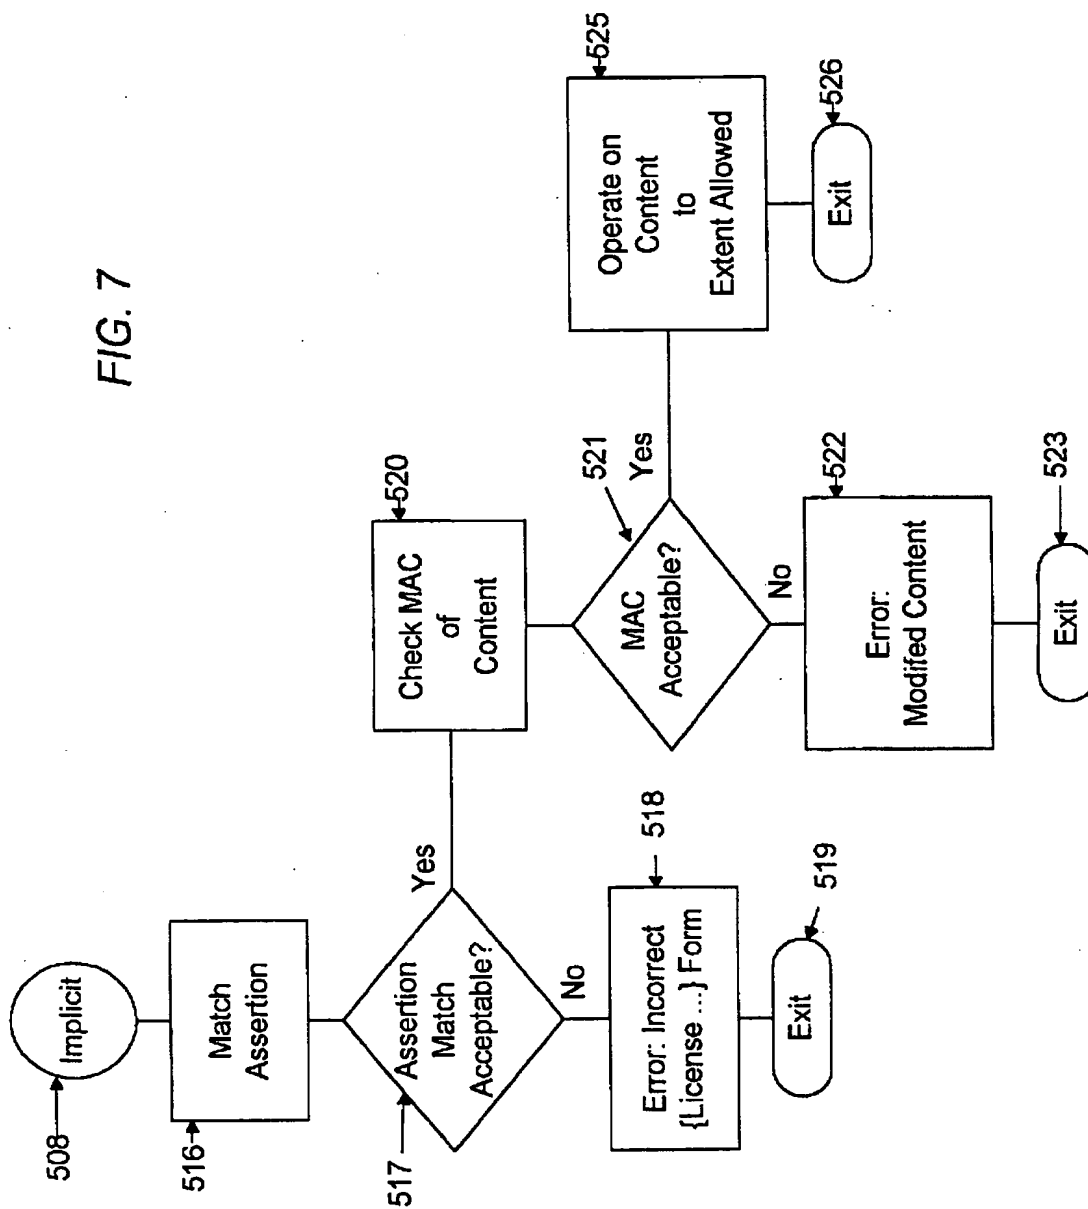 FIG. 7
508
Implicit
516
Match
Assertion
517
Assertion
Match
Acceptable?
Yes
No
518
Error: Incorrect
{License ...} Form
519
Exit
520
Check MAC
of
Content
521
MAC
Acceptable?
Yes
No
522
Error:
Modifed Content
523
Exit
525
Operate on
Content
to
Extent Allowed
526
Exit